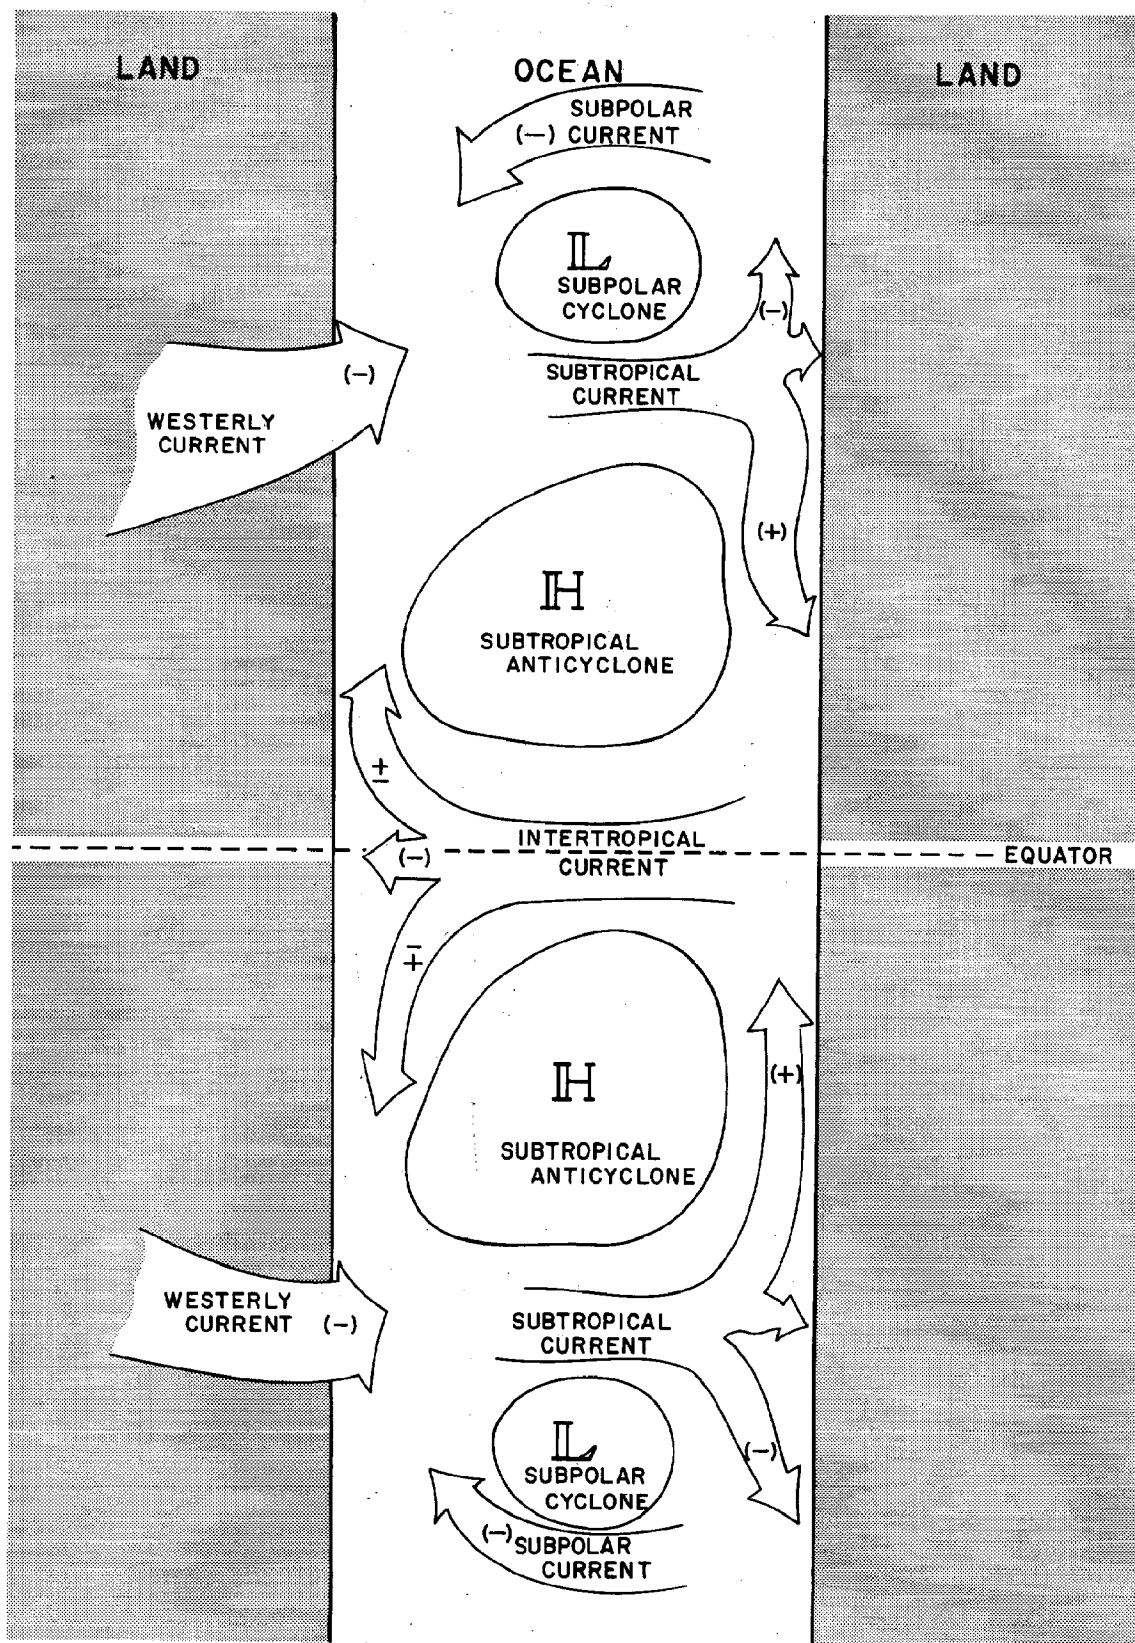 LAND
OCEAN
LAND
SUBPOLAR
(−) CURRENT
L
SUBPOLAR
CYCLONE
(−)
(−)
SUBTROPICAL
CURRENT
WESTERLY
CURRENT
(+)
H
SUBTROPICAL
ANTICYCLONE
±
INTERTROPICAL
(−)
CURRENT
EQUATOR
∓
H
(+)
SUBTROPICAL
ANTICYCLONE
WESTERLY
CURRENT (−)
SUBTROPICAL
CURRENT
L
(−)
SUBPOLAR
CYCLONE
(−) SUBPOLAR
CURRENT